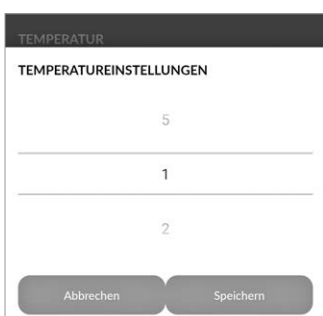 TEMPERATUR
TEMPERATUREINSTELLUNGEN
5
1
2
Abbrechen Speichern